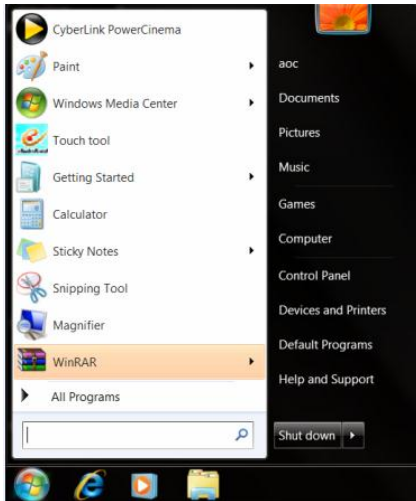 CyberLink PowerCinema
Paint
Windows Media Center
Touch tool
Getting Started
Calculator
Sticky Notes
Snipping Tool
Magnifier
WinRAR
All Programs
aoc
Documents
Pictures
Music
Games
Computer
Control Panel
Devices and Printers
Default Programs
Help and Support
Shut down